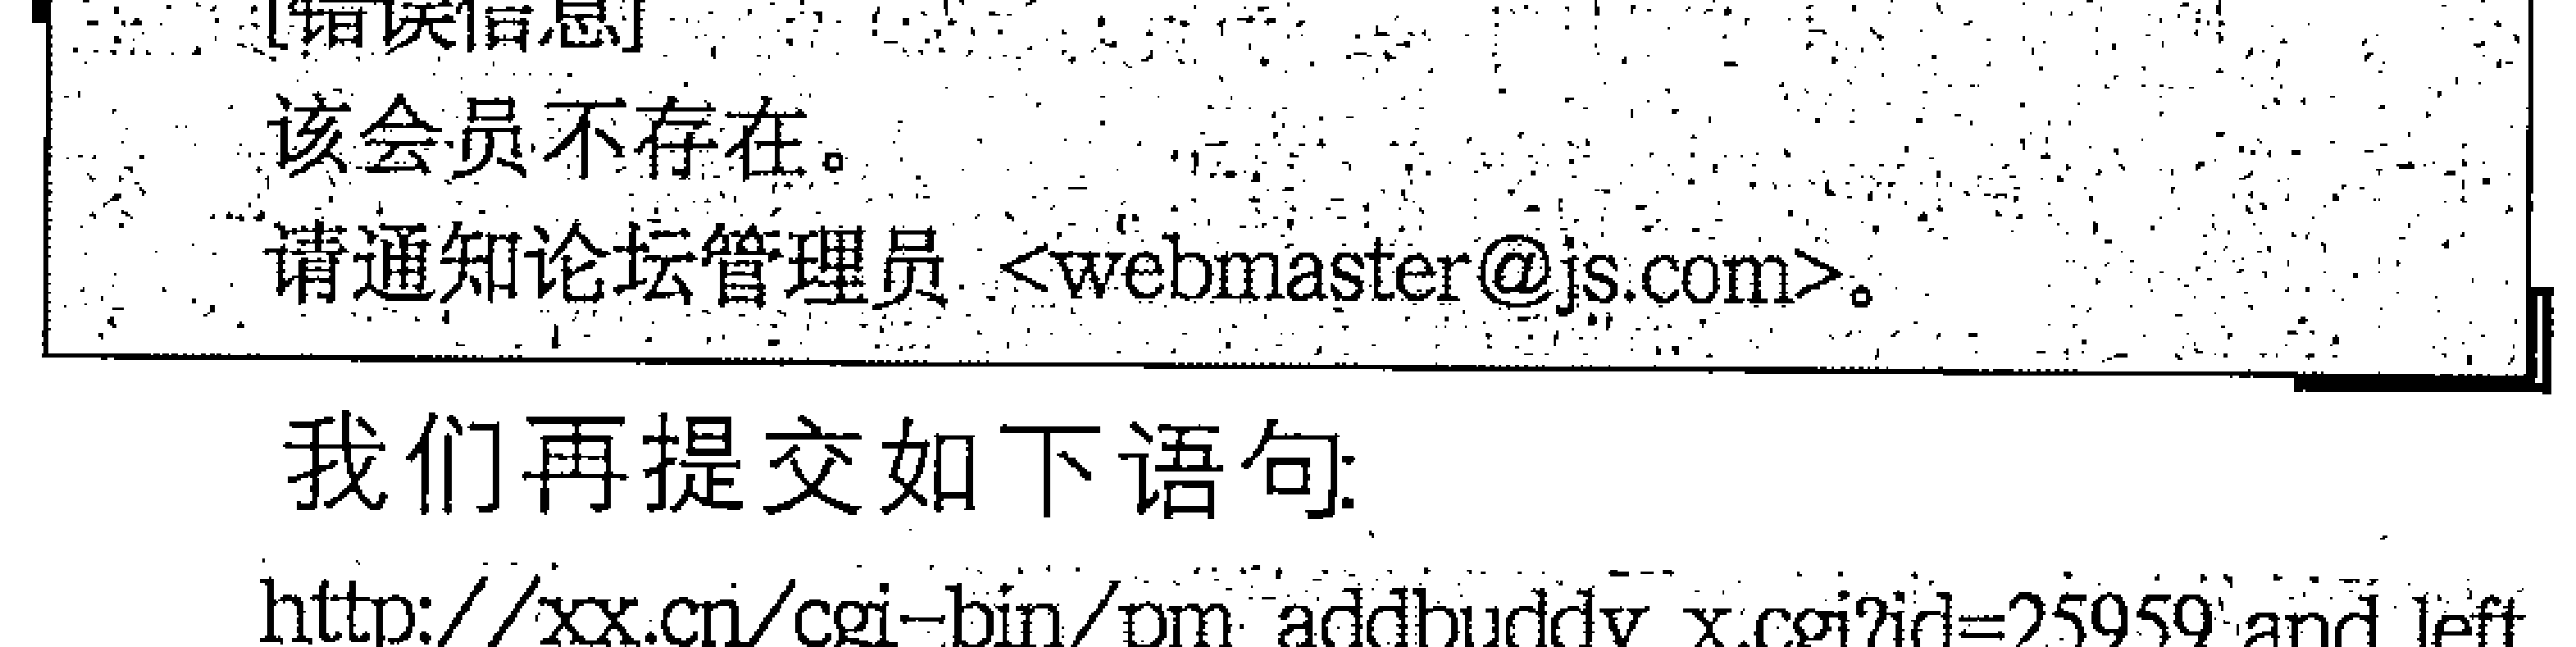 [错误信息]
该会员不存在。
请通知论坛管理员 <webmaster@js.com>。
我们再提交如下语句:
http://xx.cn/cgi-bin/pm_addbuddy_x.cgi?id=25959 and left